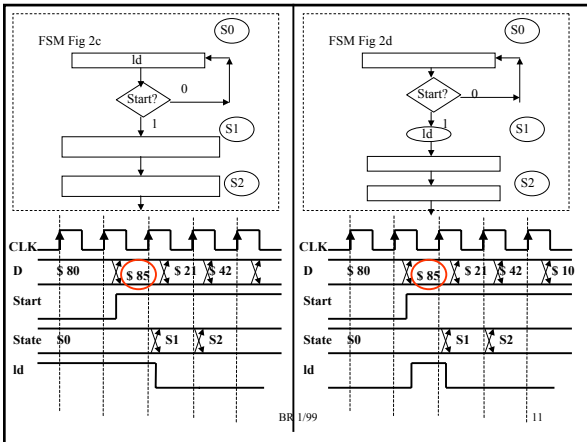 FSM Fig 2c
S0
ld
Start?
0
1
S1
S2
CLK
D
$ 80
$ 85
$ 21
$ 42
Start
State
S0
S1
S2
ld
FSM Fig 2d
S0
Start?
0
1
ld
S1
S2
CLK
D
$ 80
$ 85
$ 21
$ 42
$ 10
Start
State
S0
S1
S2
ld
BR 1/99
11